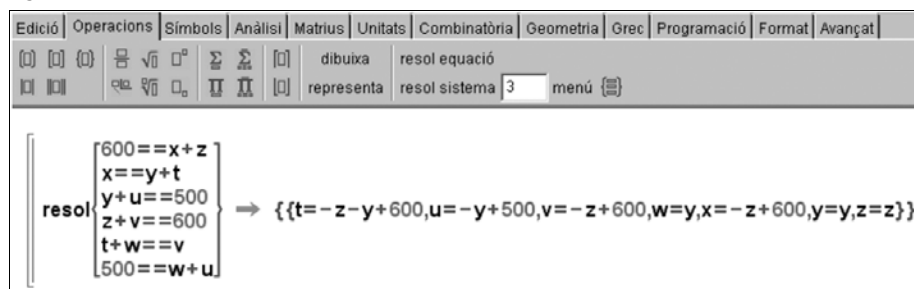 Edició Operacions Símbols Anàlisi Matrius Unitats Combinatòria Geometria Grec Programació Format Avançat
dibuixa resol equació
representa resol sistema 3 menú
600==x+z
x==y+t
y+u==500
z+v==600
t+w==v
500==w+u
resol → {{t=-z-y+600,u=-y+500,v=-z+600,w=y,x=-z+600,y=y,z=z}}